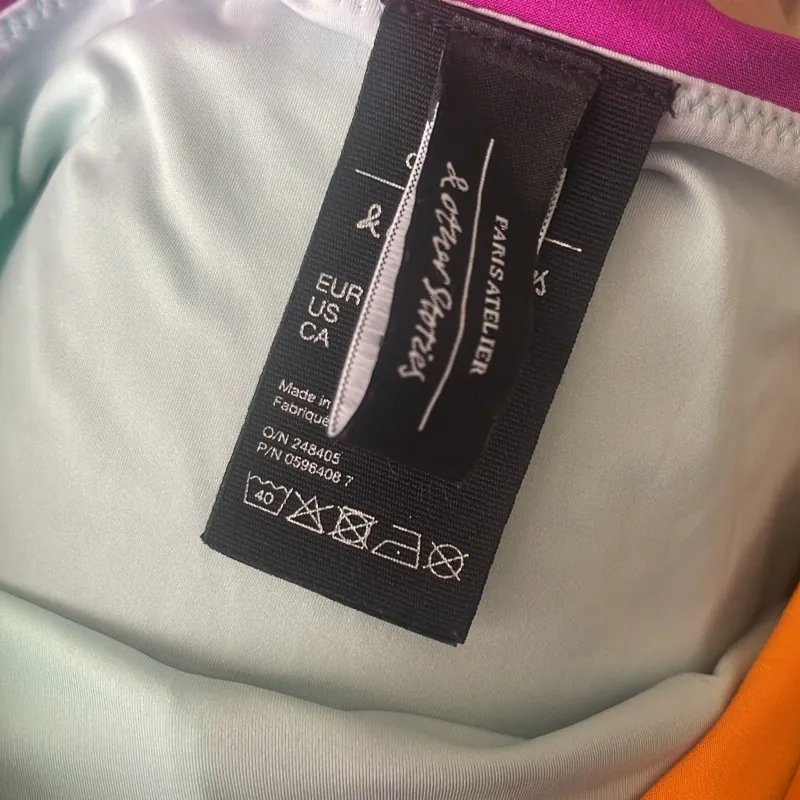 PARIS ATELIER
& other Stories
&
EUR
US
CA
Made in
Fabriqué
O/N 248405
P/N 0596408 7
40